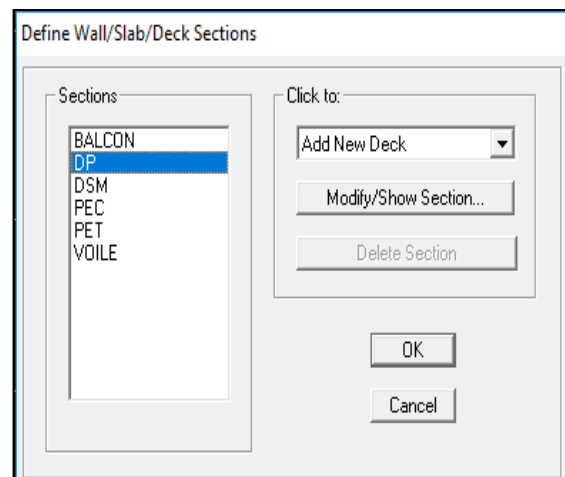 Define Wall/Slab/Deck Sections
Sections
BALCON
DP
DSM
PEC
PET
VOILE
Click to:
Add New Deck
Modify/Show Section...
Delete Section
OK
Cancel